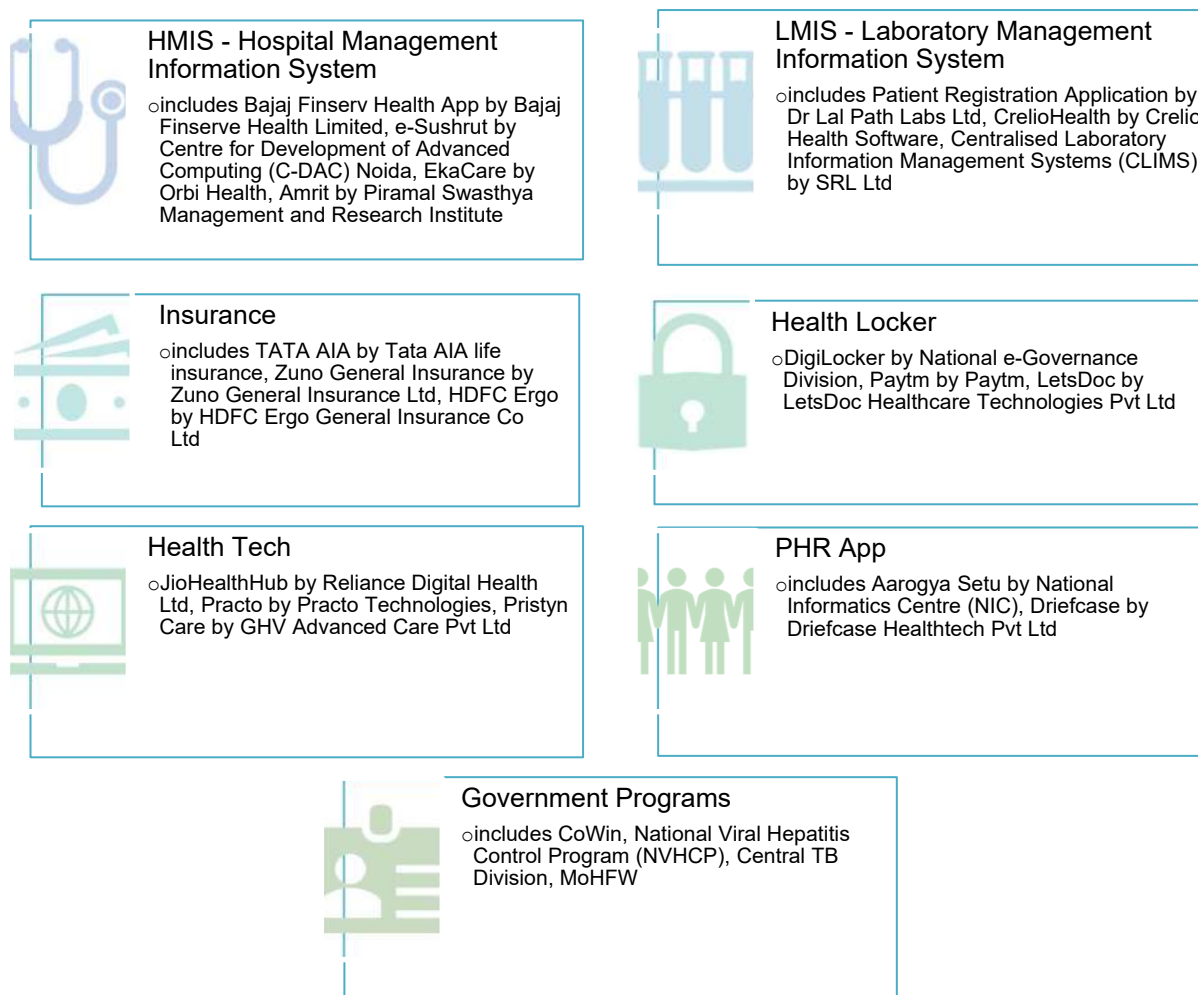 HMIS - Hospital Management
Information System
oincludes Bajaj Finserv Health App by Bajaj
Finserve Health Limited, e-Sushrut by
Centre for Development of Advanced
Computing (C-DAC) Noida, EkaCare by
Orbi Health, Amrit by Piramal Swasthya
Management and Research Institute
LMIS - Laboratory Management
Information System
oincludes Patient Registration Application by
Dr Lal Path Labs Ltd, CrelioHealth by Crelio
Health Software, Centralised Laboratory
Information Management Systems (CLIMS)
by SRL Ltd
Insurance
oincludes TATA AIA by Tata AIA life
insurance, Zuno General Insurance by
Zuno General Insurance Ltd, HDFC Ergo
by HDFC Ergo General Insurance Co
Ltd
Health Locker
oDigiLocker by National e-Governance
Division, Paytm by Paytm, LetsDoc by
LetsDoc Healthcare Technologies Pvt Ltd
Health Tech
oJioHealthHub by Reliance Digital Health
Ltd, Practo by Practo Technologies, Pristyn
Care by GHV Advanced Care Pvt Ltd
PHR App
oincludes Aarogya Setu by National
Informatics Centre (NIC), Driefcase by
Driefcase Healthtech Pvt Ltd
Government Programs
oincludes CoWin, National Viral Hepatitis
Control Program (NVHCP), Central TB
Division, MoHFW